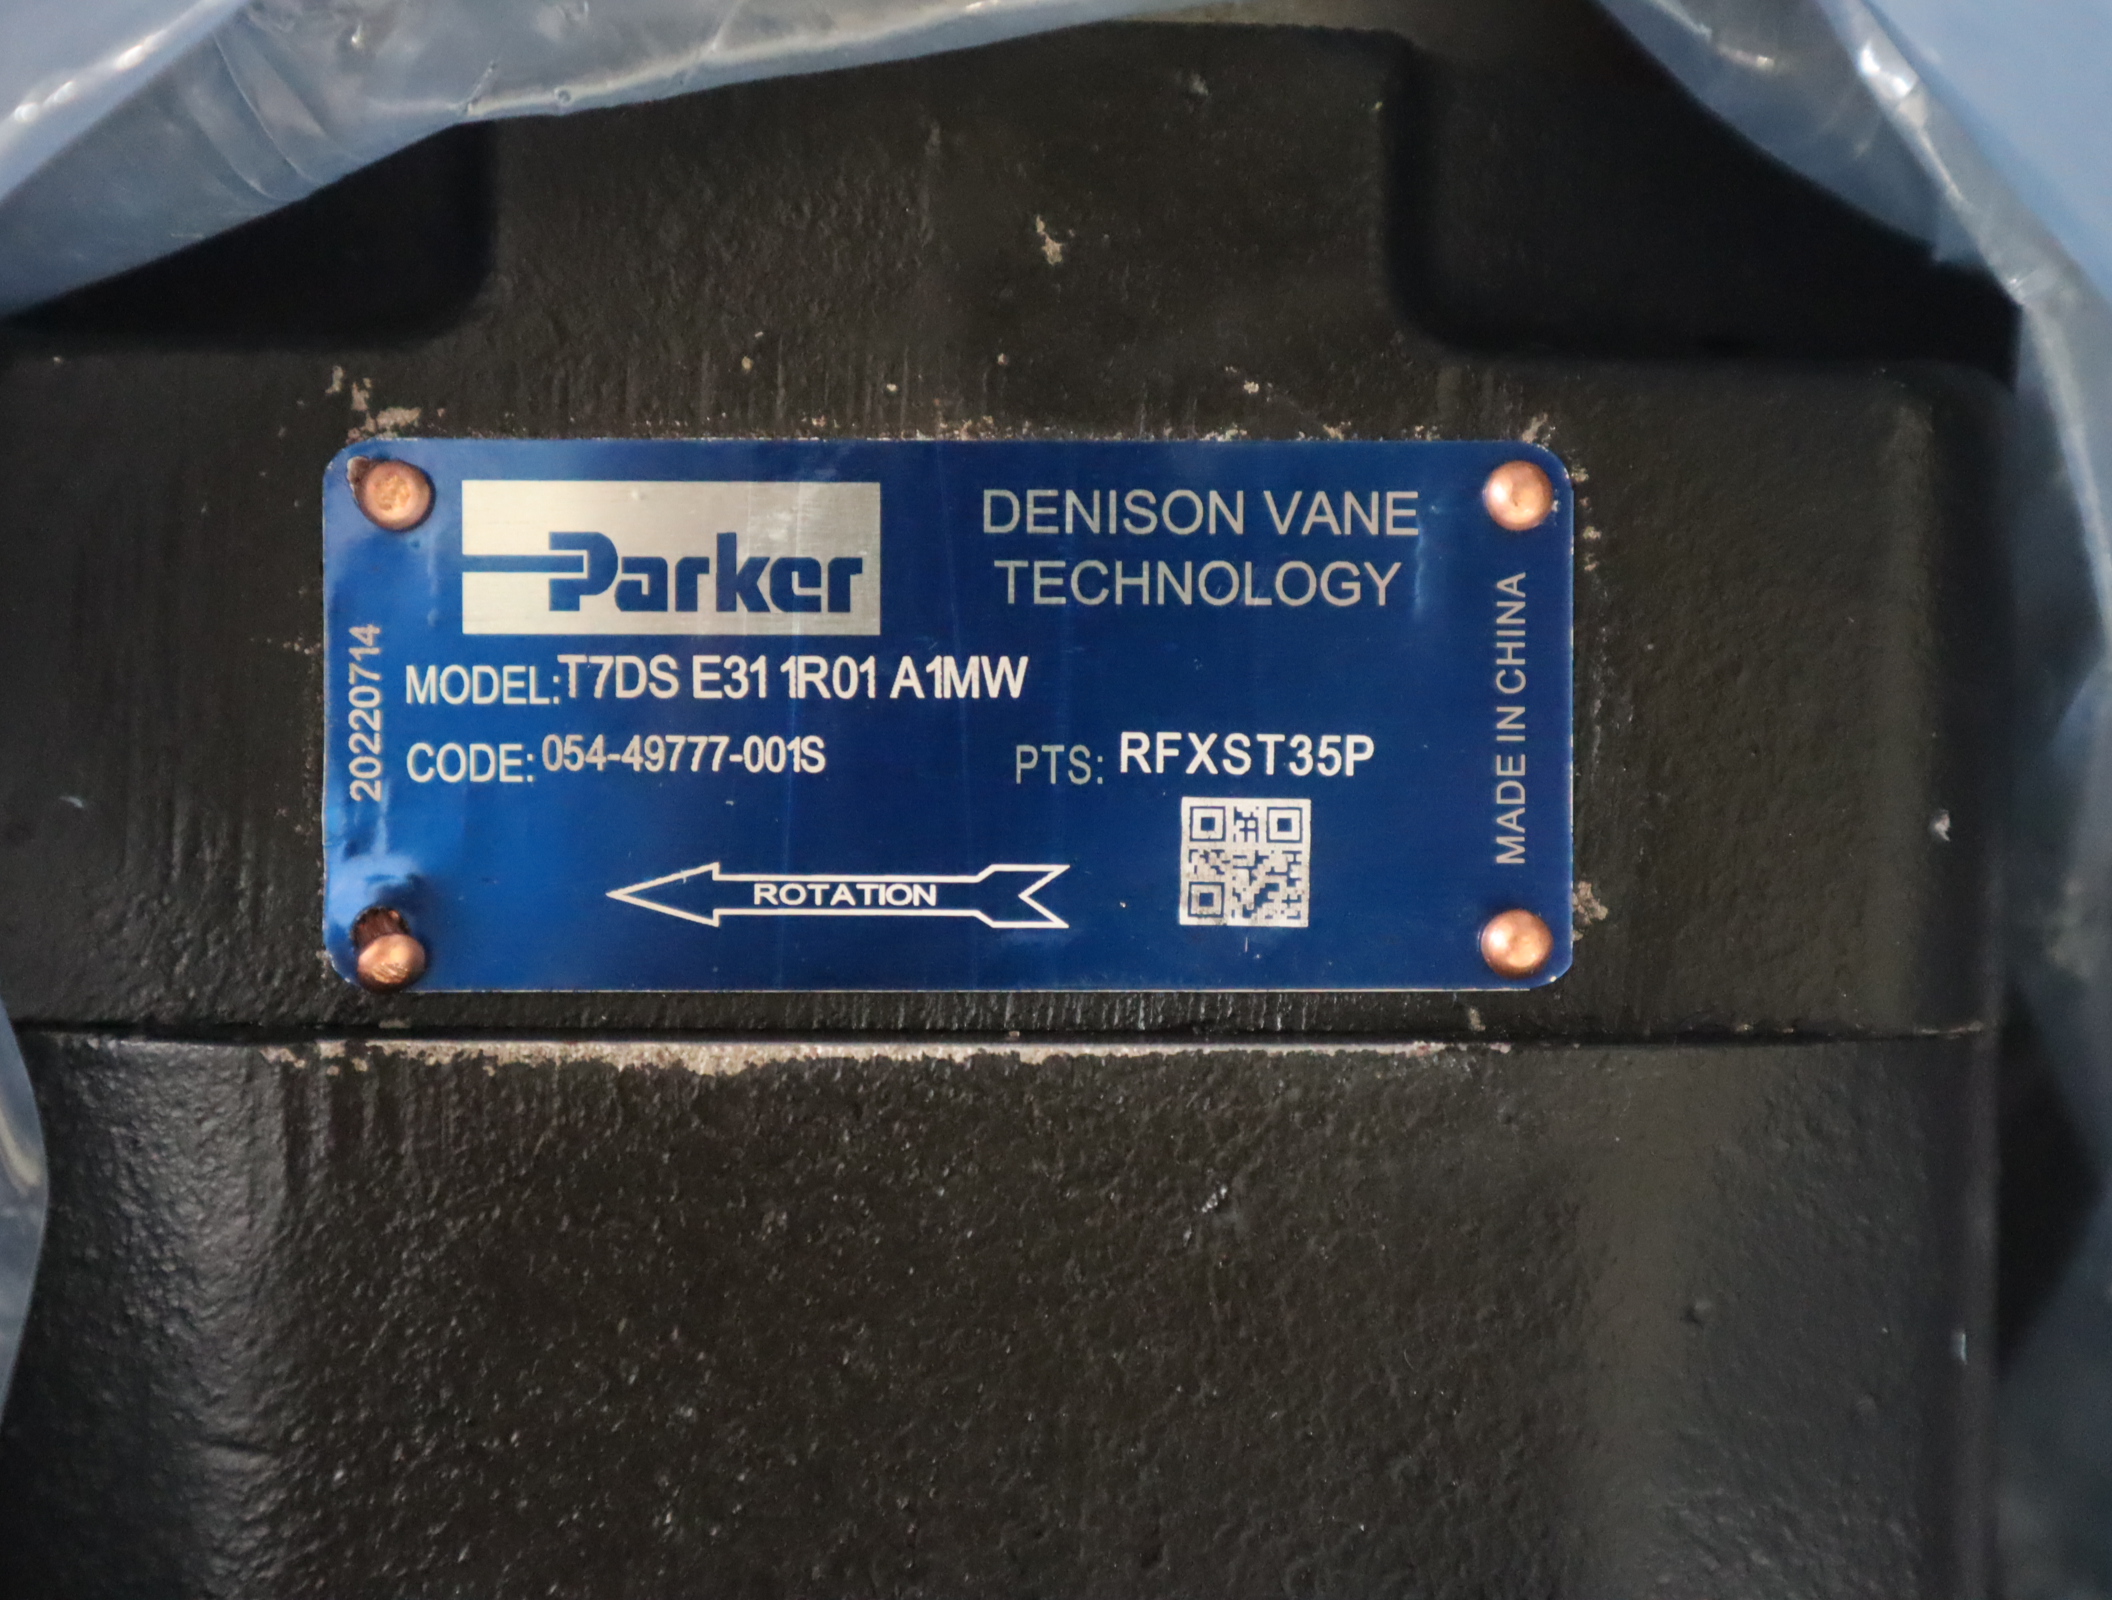 Parker
DENISON VANE
TECHNOLOGY
20220714
MODEL: T7DS E31 1R01 A1MW
CODE: 054-49777-001S
PTS: RFXST35P
ROTATION
MADE IN CHINA